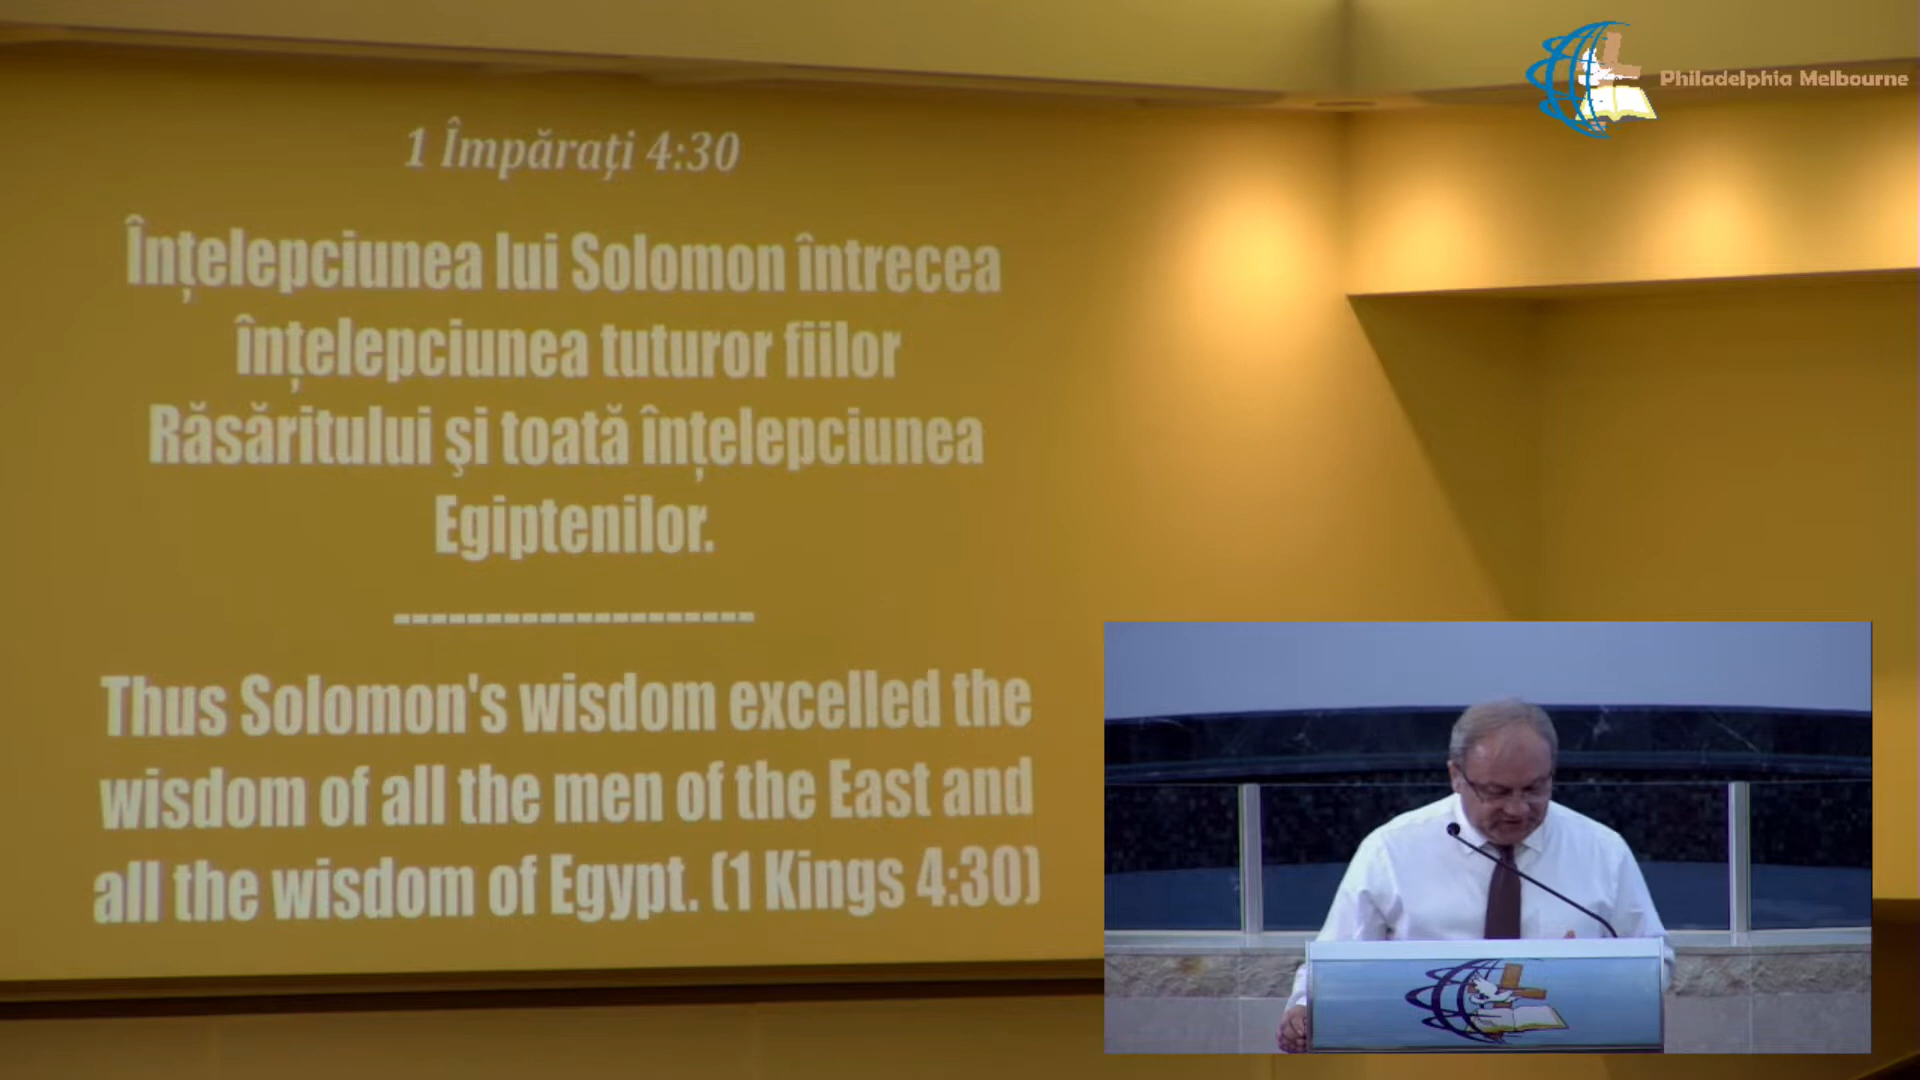 Philadelphia Melbourne
1 Împărați 4:30
Înțelepciunea lui Solomon întrecea
înțelepciunea tuturor fiilor
Răsăritului şi toată înțelepciunea
Egiptenilor.
--------------------
Thus Solomon's wisdom excelled the
wisdom of all the men of the East and
all the wisdom of Egypt. (1 Kings 4:30)